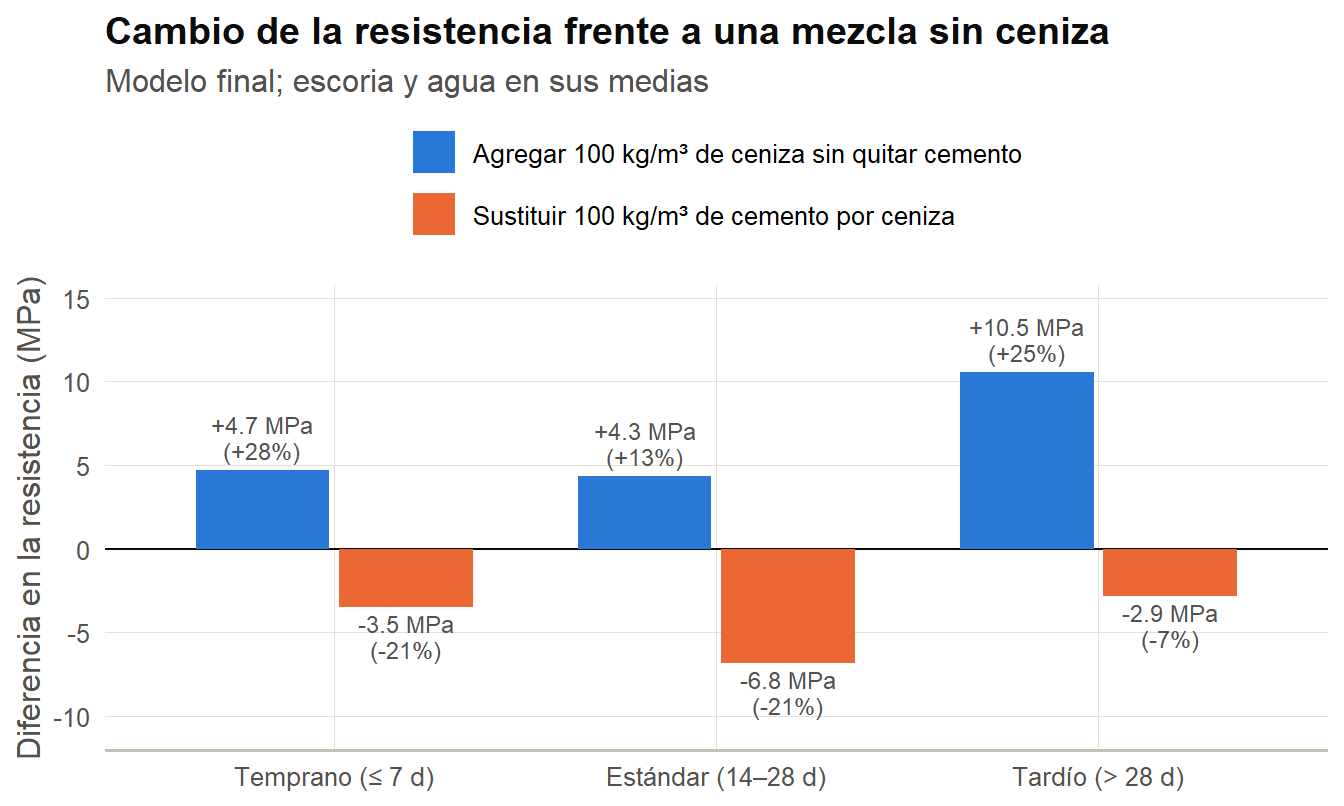 Cambio de la resistencia frente a una mezcla sin ceniza
Modelo final; escoria y agua en sus medias
Agregar 100 kg/m³ de ceniza sin quitar cemento
Sustituir 100 kg/m³ de cemento por ceniza
Diferencia en la resistencia (MPa)
15
10
5
0
-5
-10
+4.7 MPa
(+28%)
-3.5 MPa
(-21%)
+4.3 MPa
(+13%)
-6.8 MPa
(-21%)
+10.5 MPa
(+25%)
-2.9 MPa
(-7%)
Temprano (≤ 7 d)
Estándar (14–28 d)
Tardío (> 28 d)